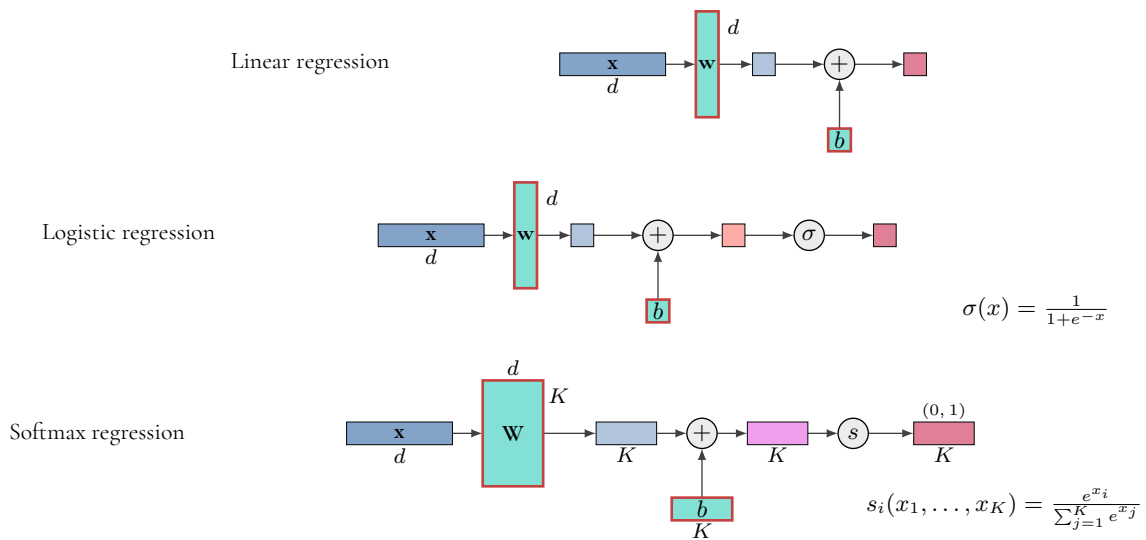 Linear regression
x
d
w
d
+
b
Logistic regression
x
d
w
d
+
σ
b
σ(x) = 1/(1+e^{-x})
Softmax regression
x
d
d
W
K
K
+
K
s
(0, 1)
K
b
K
s_i(x_1, . . . , x_K) = e^{x_i}/∑_{j=1}^{K} e^{x_j}